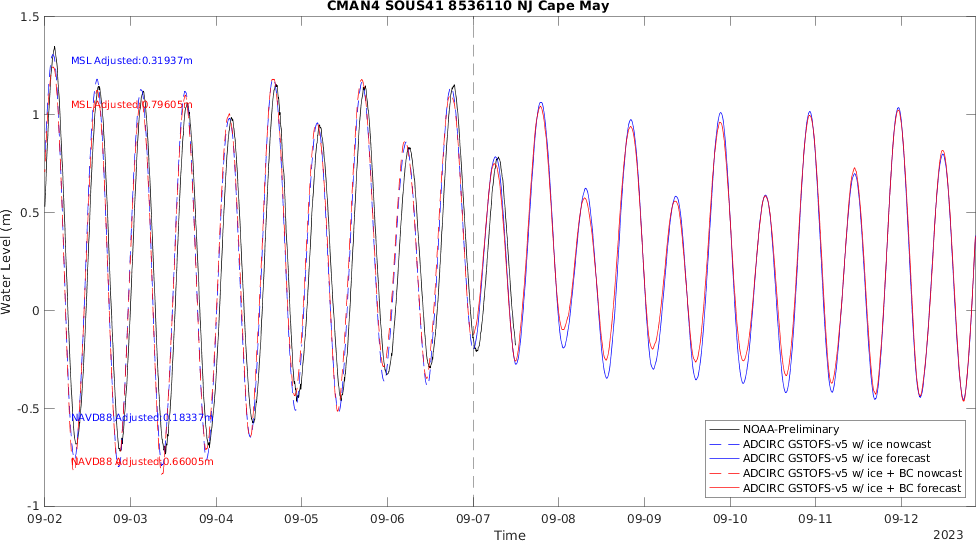 CMAN4 SOUS41 8536110 NJ Cape May
1.5
1
0.5
0
-0.5
-1
Water Level (m)
MSL Adjusted:0.31937m
MSL Adjusted:0.79605m
NAVD88 Adjusted:0.18337m
NAVD88 Adjusted:0.66005m
NOAA-Preliminary
ADCIRC GSTOFS-v5 w/ ice nowcast
ADCIRC GSTOFS-v5 w/ ice forecast
ADCIRC GSTOFS-v5 w/ ice + BC nowcast
ADCIRC GSTOFS-v5 w/ ice + BC forecast
09-02 09-03 09-04 09-05 09-06 09-07 09-08 09-09 09-10 09-11 09-12
Time
2023